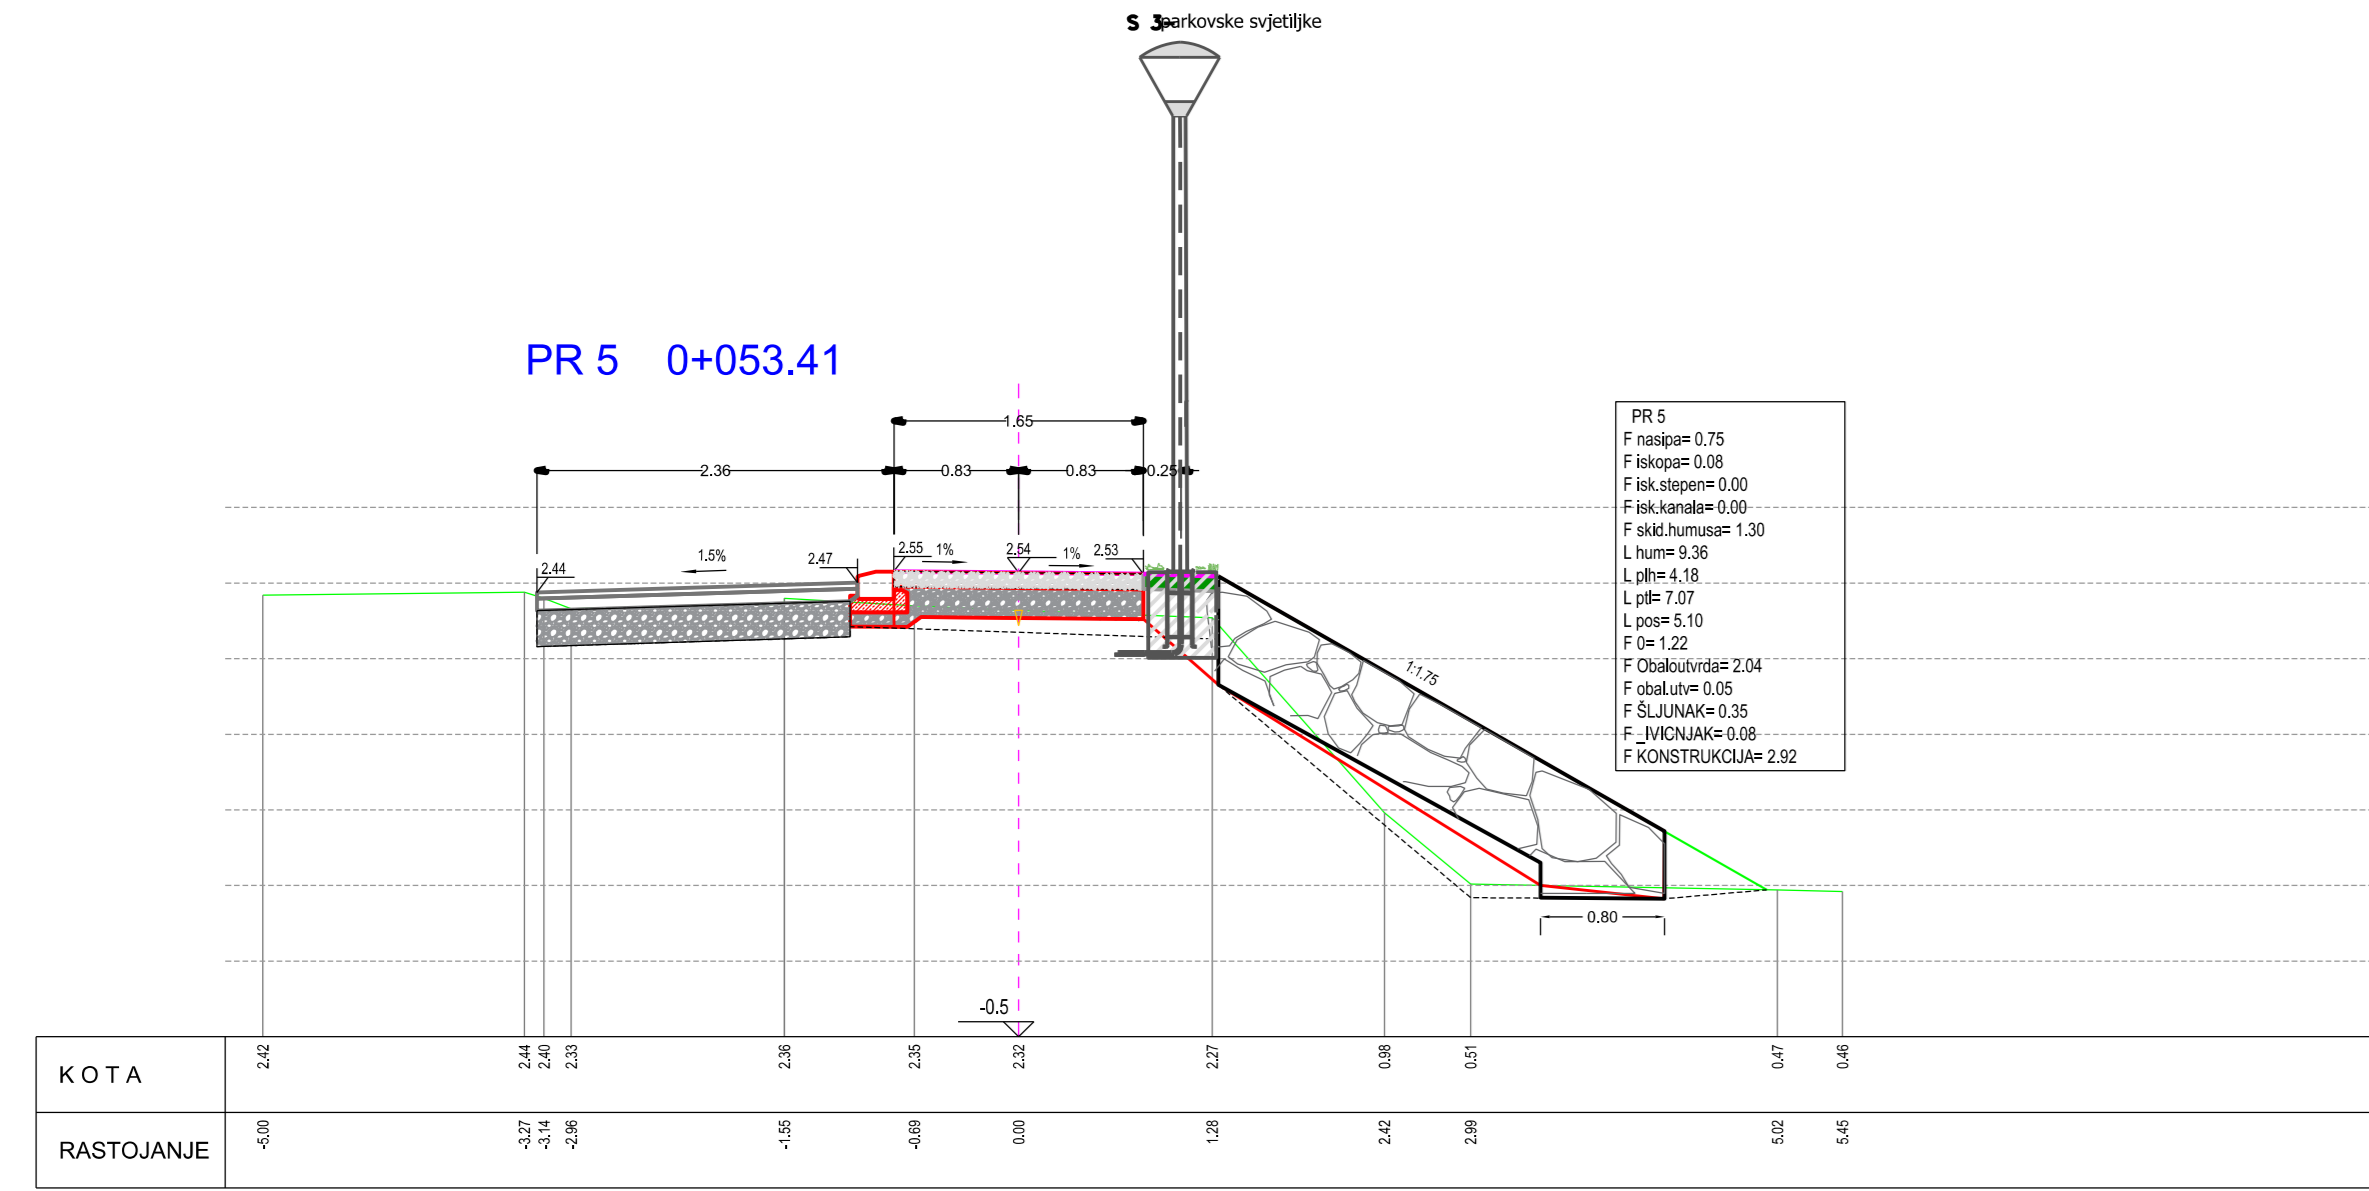 S 3- parkovske svjetiljke
PR 5 0+053.41
1.65
2.36 0.83 0.83 0.25
2.44 1.5% 2.47 2.55 1% 2.54 1% 2.53
1:1.75
0.80
-0.5
PR 5
F nasipa= 0.75
F iskopa= 0.08
F isk.stepen= 0.00
F isk.kanala= 0.00
F skid.humusa= 1.30
L hum= 9.36
L plh= 4.18
L ptl= 7.07
L pos= 5.10
F 0= 1.22
F Obaloutvrda= 2.04
F obal.utv= 0.05
F ŠLJUNAK= 0.35
F _IVICNJAK= 0.08
F KONSTRUKCIJA= 2.92
KOTA 2.42 2.44 2.40 2.33 2.36 2.35 2.32 2.27 0.98 0.51 0.47 0.46
RASTOJANJE -5.00 -3.27 -3.14 -2.96 -1.55 -0.69 0.00 1.28 2.42 2.99 5.02 5.45